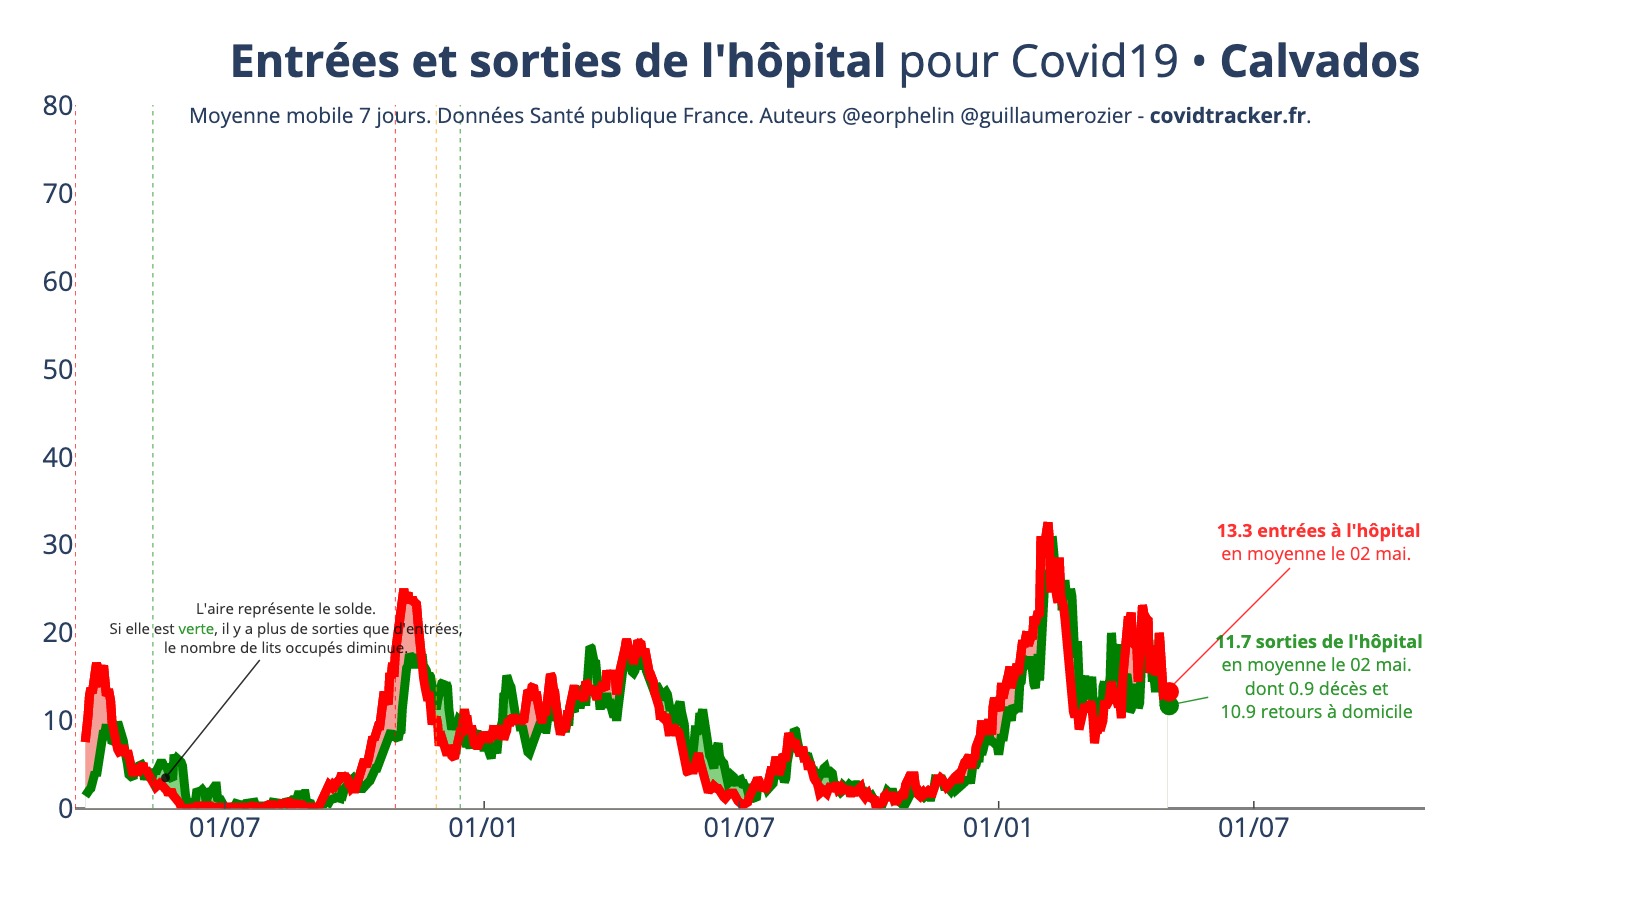 Entrées et sorties de l'hôpital pour Covid19 • Calvados
Moyenne mobile 7 jours. Données Santé publique France. Auteurs @eorphelin @guillaumerozier - covidtracker.fr.
80
70
60
50
40
30
20
10
0
L'aire représente le solde.
Si elle est verte, il y a plus de sorties que d'entrées,
le nombre de lits occupés diminue.
13.3 entrées à l'hôpital
en moyenne le 02 mai.
11.7 sorties de l'hôpital
en moyenne le 02 mai.
dont 0.9 décès et
10.9 retours à domicile
01/07
01/01
01/07
01/01
01/07